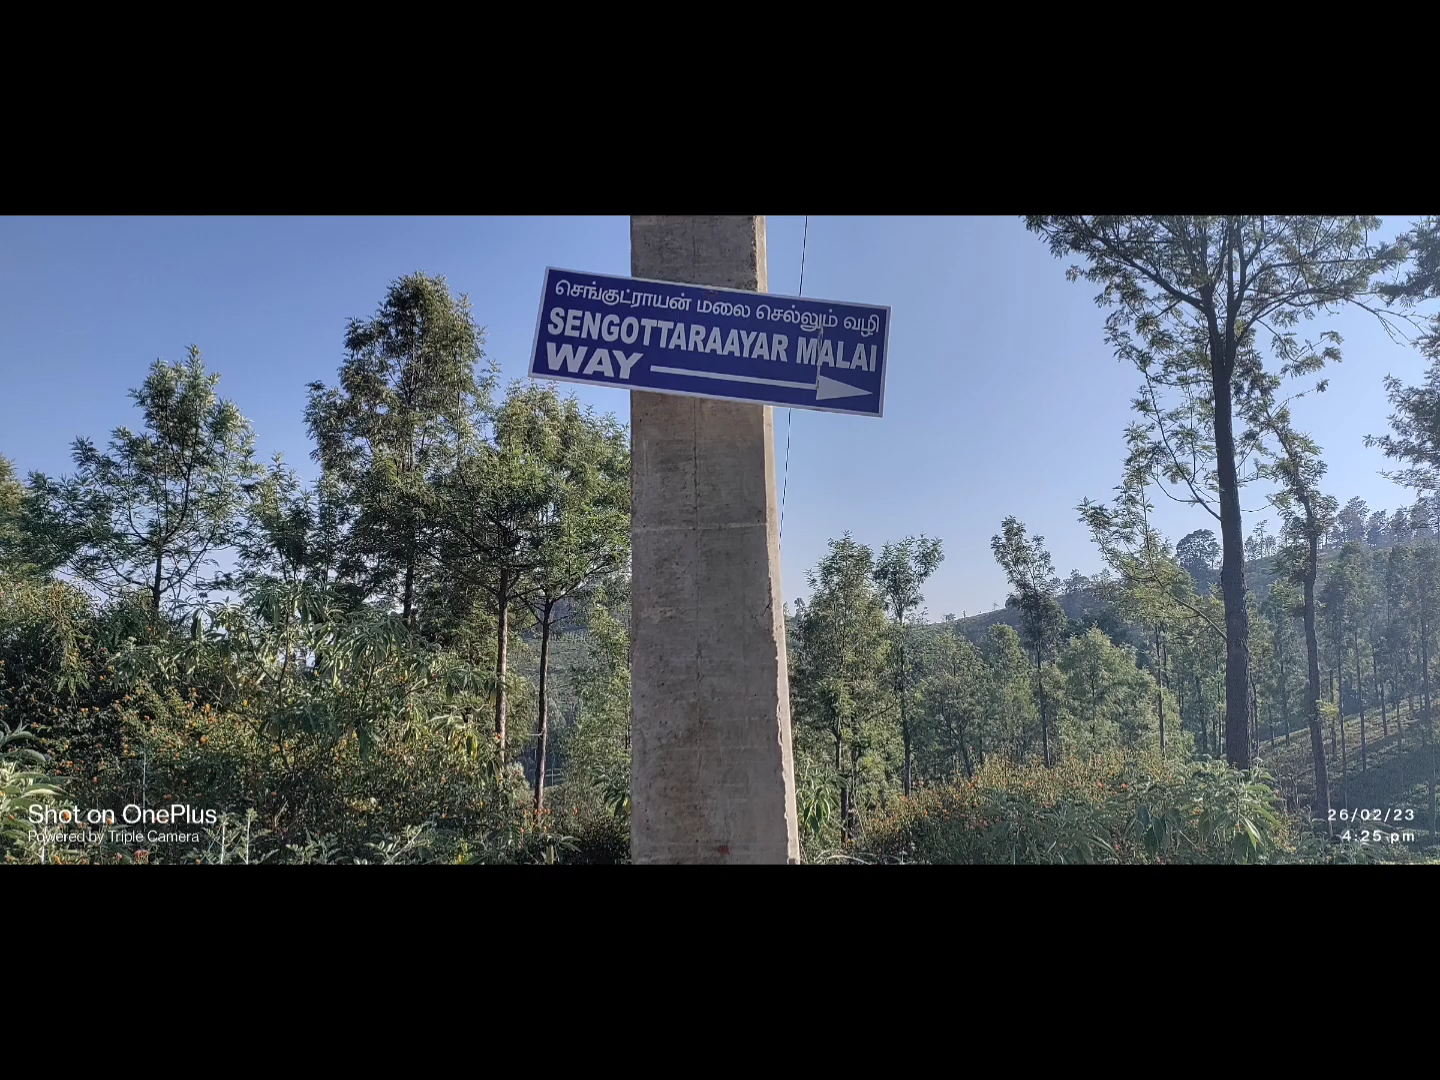 செங்குட்ராயன் மலை செல்லும் வழி
SENGOTTARAAYAR MALAI
WAY
Shot on OnePlus
Powered by Triple Camera
26/02/23
4:25 pm